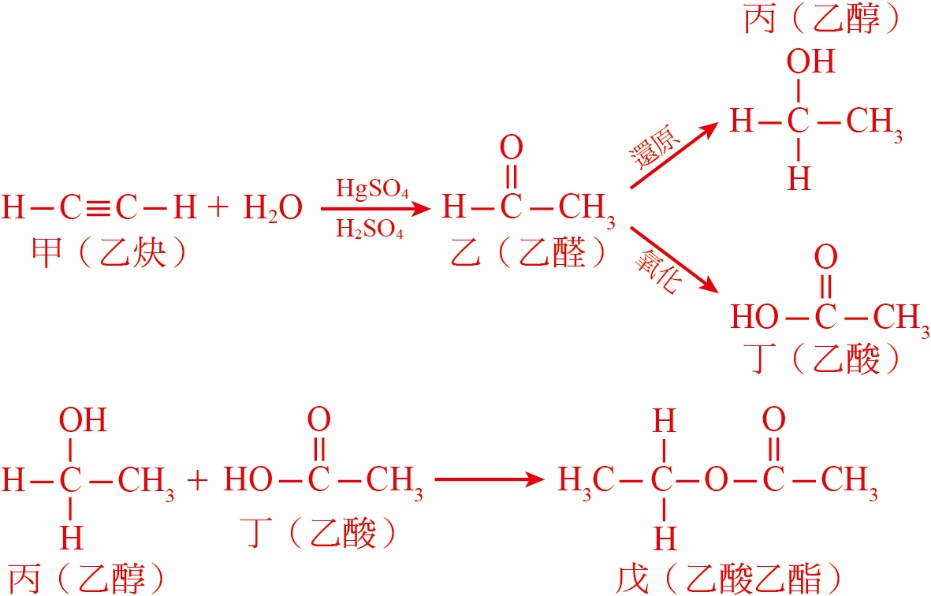 丙（乙醇）
OH
H－C－CH₃
H
還原
H－C≡C－H + H₂O
HgSO₄
H₂SO₄
O
H－C－CH₃
甲（乙炔）
乙（乙醛）
氧化
O
HO－C－CH₃
丁（乙酸）
OH
H－C－CH₃ +
H
丙（乙醇）
O
HO－C－CH₃
丁（乙酸）
H
O
H₃C－C－O－C－CH₃
H
戊（乙酸乙酯）